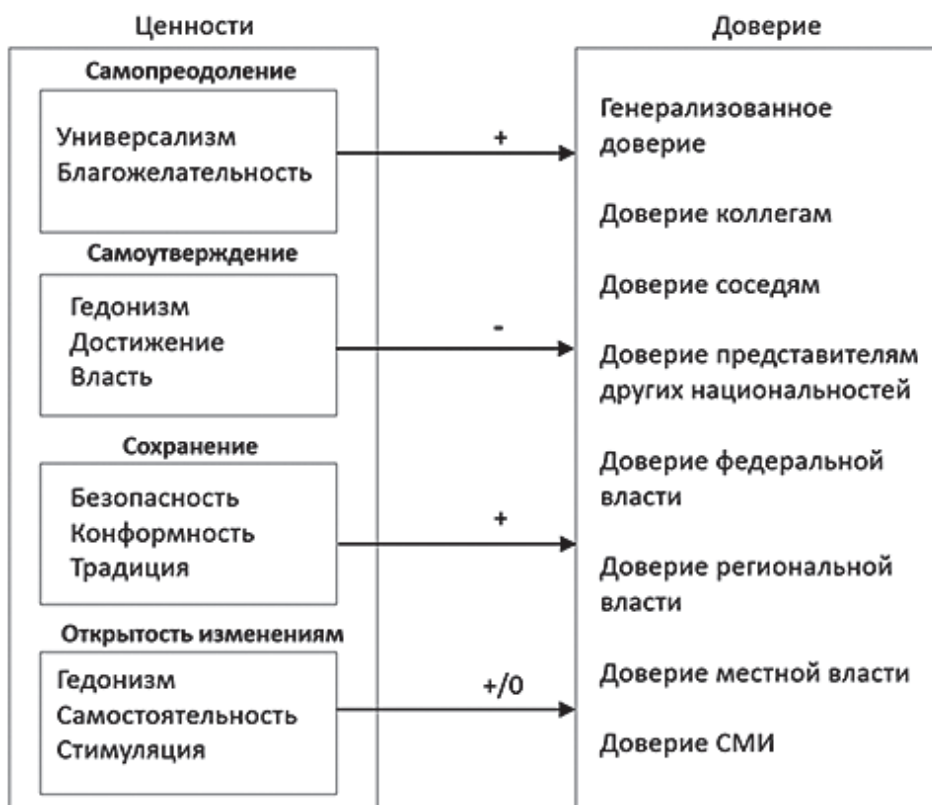 Ценности
Доверие
Самопреодоление
Универсализм
Благожелательность
+
Самоутверждение
Гедонизм
Достижение
Власть
-
Сохранение
Безопасность
Конформность
Традиция
+
Открытость изменениям
Гедонизм
Самостоятельность
Стимуляция
+/0
Генерализованное
доверие
Доверие коллегам
Доверие соседям
Доверие представителям
других национальностей
Доверие федеральной
власти
Доверие региональной
власти
Доверие местной власти
Доверие СМИ